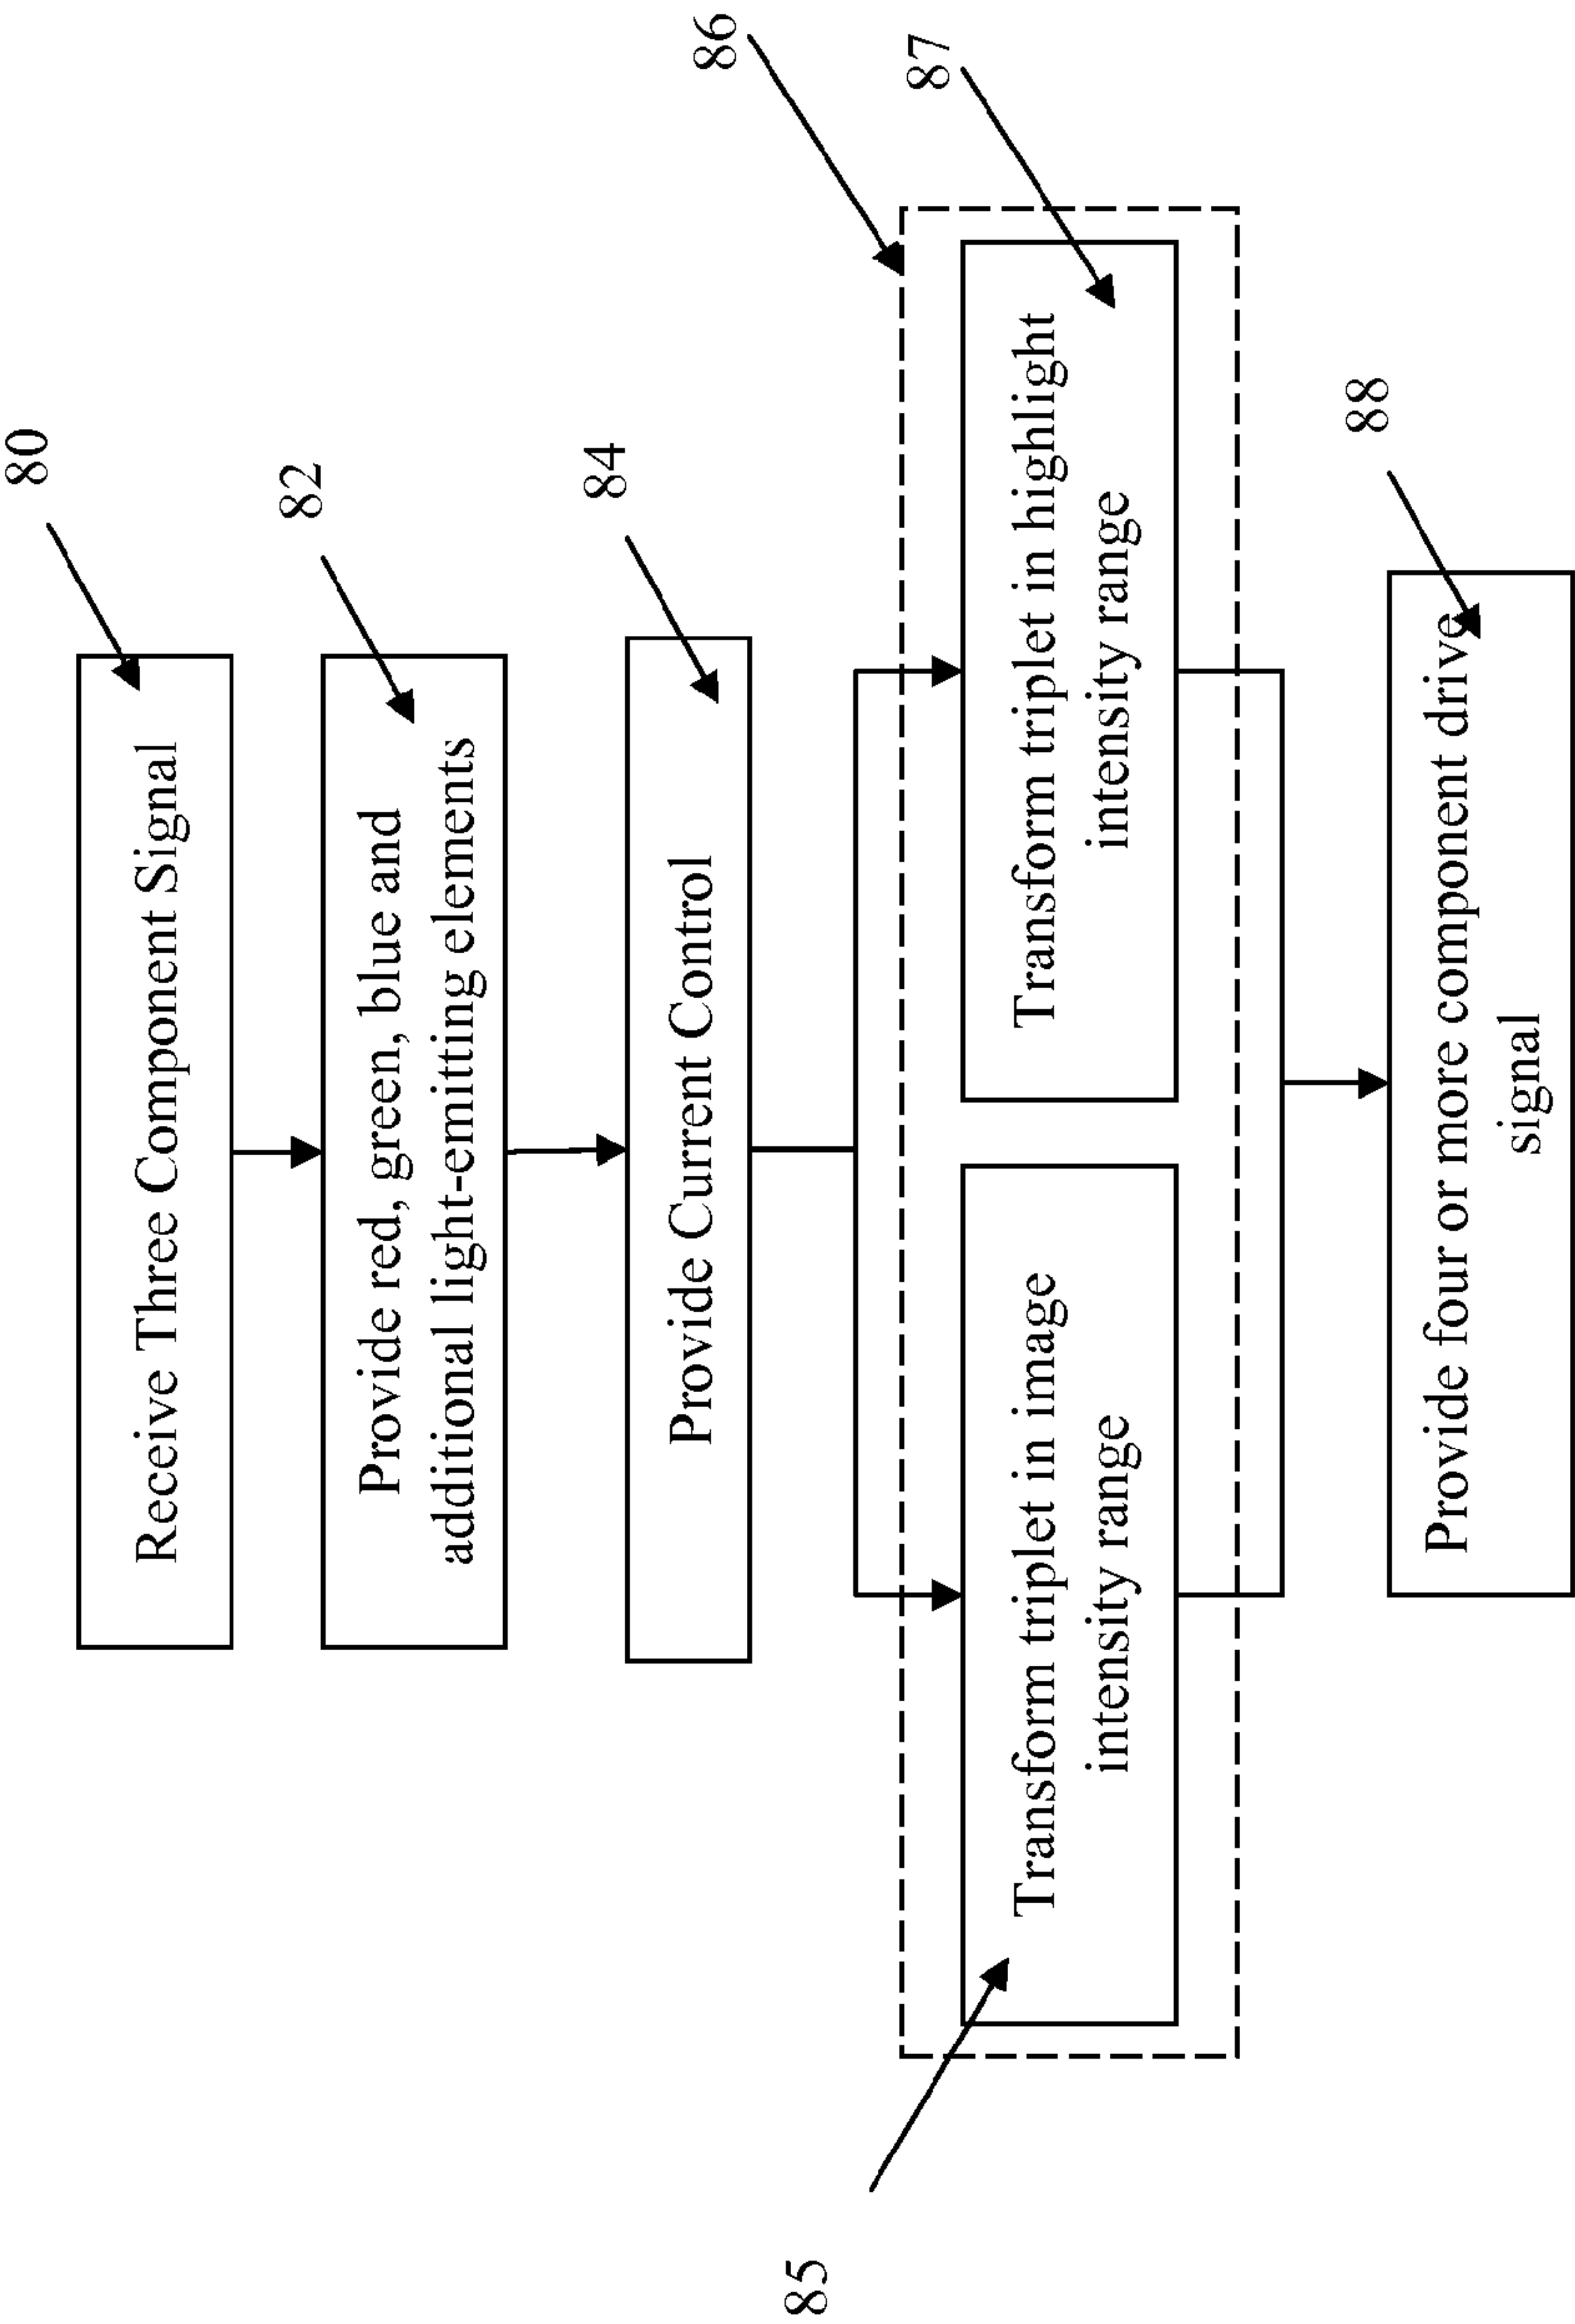 80
Receive Three Component Signal
82
Provide red, green, blue and
additional light-emitting elements
84
Provide Current Control
86
85
Transform triplet in image
intensity range
87
Transform triplet in highlight
intensity range
88
Provide four or more component drive
signal